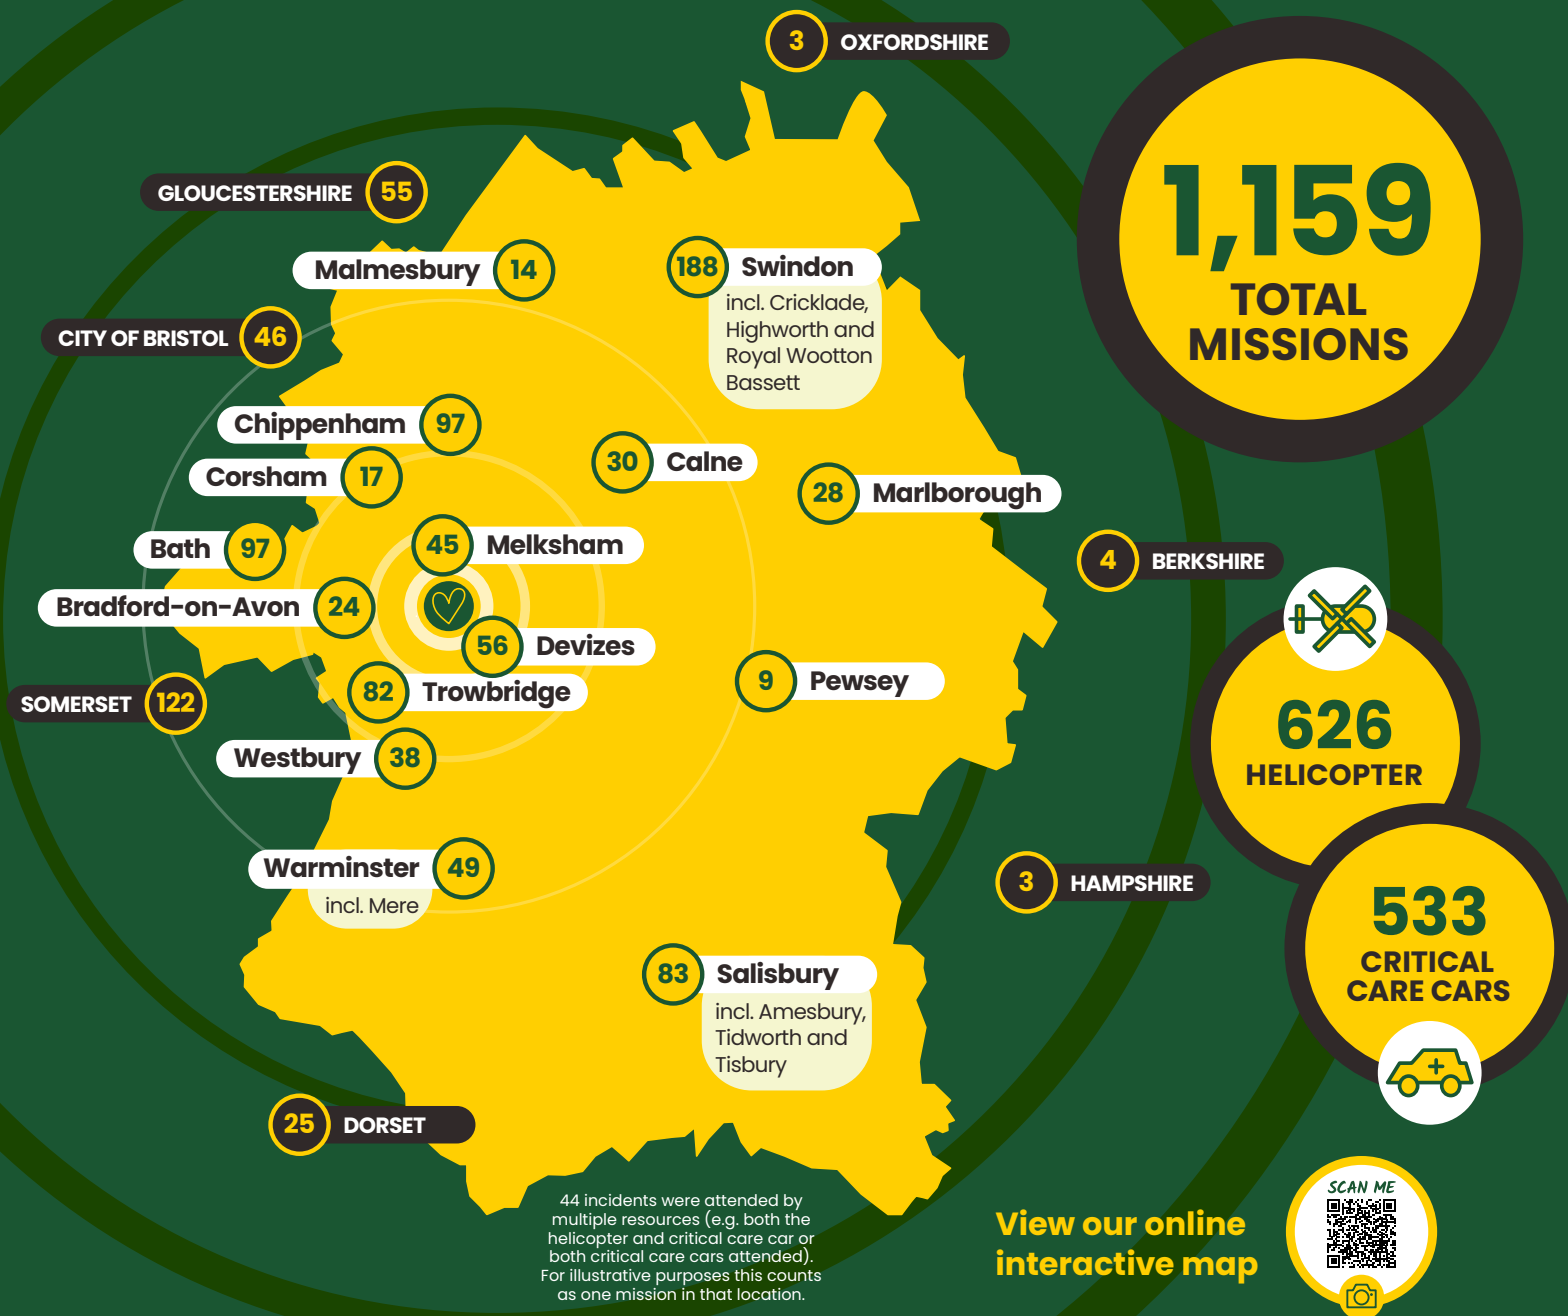 3 OXFORDSHIRE
1,159
TOTAL
MISSIONS
GLOUCESTERSHIRE 55
Malmesbury 14
188 Swindon
incl. Cricklade,
Highworth and
Royal Wootton
Bassett
CITY OF BRISTOL 46
Chippenham 97
30 Calne
Corsham 17
28 Marlborough
Bath 97
45 Melksham
4 BERKSHIRE
Bradford-on-Avon 24
56 Devizes
9 Pewsey
82 Trowbridge
SOMERSET 122
626
HELICOPTER
Westbury 38
Warminster 49
incl. Mere
3 HAMPSHIRE
533
CRITICAL
CARE CARS
83 Salisbury
incl. Amesbury,
Tidworth and
Tisbury
25 DORSET
44 incidents were attended by
multiple resources (e.g. both the
helicopter and critical care car or
both critical care cars attended).
For illustrative purposes this counts
as one mission in that location.
View our online
interactive map
SCAN ME